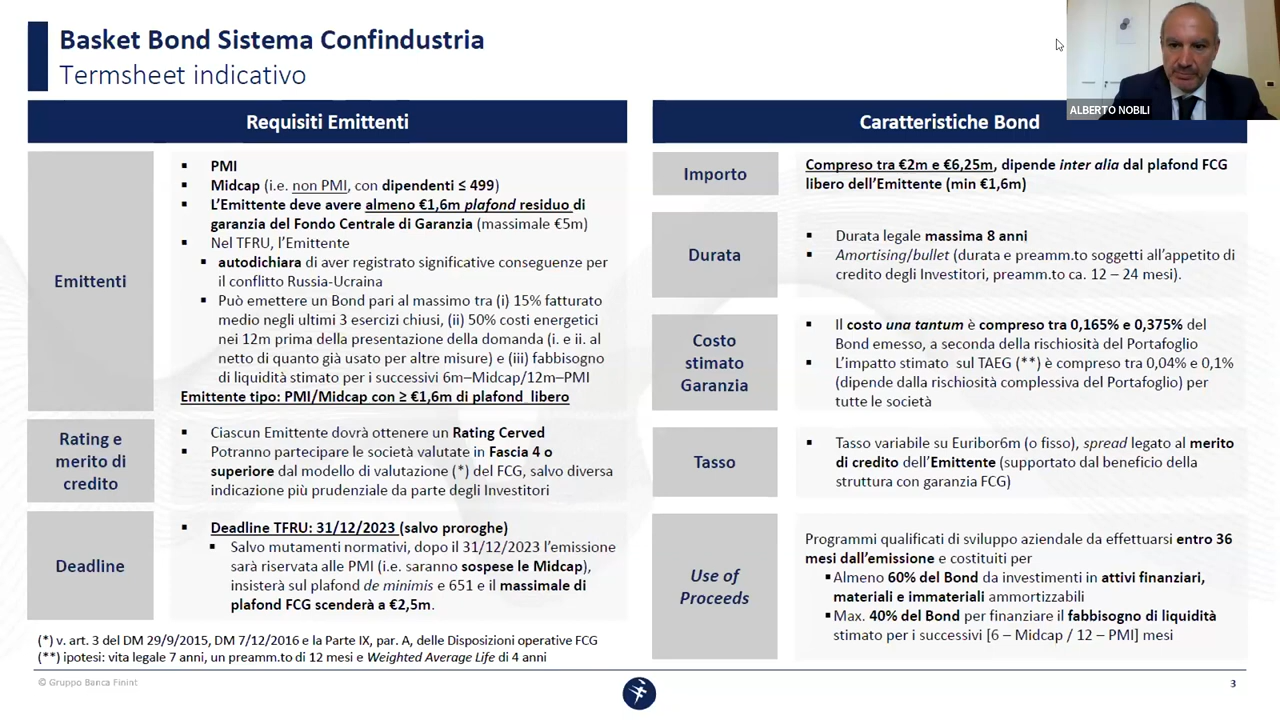 Basket Bond Sistema Confindustria
Termsheet indicativo
ALBERTO NOBILI
Requisiti Emittenti
Emittenti
▪ PMI
▪ Midcap (i.e. non PMI, con dipendenti ≤ 499)
▪ L'Emittente deve avere almeno €1,6m plafond residuo di
garanzia del Fondo Centrale di Garanzia (massimale €5m)
▪ Nel TFRU, l'Emittente
▪ autodichiara di aver registrato significative conseguenze per
il conflitto Russia-Ucraina
▪ Può emettere un Bond pari al massimo tra (i) 15% fatturato
medio negli ultimi 3 esercizi chiusi, (ii) 50% costi energetici
nei 12m prima della presentazione della domanda (i. e ii. al
netto di quanto già usato per altre misure) e (iii) fabbisogno
di liquidità stimato per i successivi 6m–Midcap/12m–PMI
Emittente tipo: PMI/Midcap con ≥ €1,6m di plafond libero
Rating e
merito di
credito
▪ Ciascun Emittente dovrà ottenere un Rating Cerved
▪ Potranno partecipare le società valutate in Fascia 4 o
superiore dal modello di valutazione (*) del FCG, salvo diversa
indicazione più prudenziale da parte degli Investitori
Deadline
▪ Deadline TFRU: 31/12/2023 (salvo proroghe)
▪ Salvo mutamenti normativi, dopo il 31/12/2023 l'emissione
sarà riservata alle PMI (i.e. saranno sospese le Midcap),
insisterà sul plafond de minimis e 651 e il massimale di
plafond FCG scenderà a €2,5m.
Caratteristiche Bond
Importo
Compreso tra €2m e €6,25m, dipende inter alia dal plafond FCG
libero dell'Emittente (min €1,6m)
Durata
▪ Durata legale massima 8 anni
▪ Amortising/bullet (durata e preamm.to soggetti all'appetito di
credito degli Investitori, preamm.to ca. 12 – 24 mesi).
Costo
stimato
Garanzia
▪ Il costo una tantum è compreso tra 0,165% e 0,375% del
Bond emesso, a seconda della rischiosità del Portafoglio
▪ L'impatto stimato sul TAEG (**) è compreso tra 0,04% e 0,1%
(dipende dalla rischiosità complessiva del Portafoglio) per
tutte le società
Tasso
▪ Tasso variabile su Euribor6m (o fisso), spread legato al merito
di credito dell'Emittente (supportato dal beneficio della
struttura con garanzia FCG)
Use of
Proceeds
Programmi qualificati di sviluppo aziendale da effettuarsi entro 36
mesi dall'emissione e costituiti per
▪ Almeno 60% del Bond da investimenti in attivi finanziari,
materiali e immateriali ammortizzabili
▪ Max. 40% del Bond per finanziare il fabbisogno di liquidità
stimato per i successivi [6 – Midcap / 12 – PMI] mesi
(*) v. art. 3 del DM 29/9/2015, DM 7/12/2016 e la Parte IX, par. A, delle Disposizioni operative FCG
(**) ipotesi: vita legale 7 anni, un preamm.to di 12 mesi e Weighted Average Life di 4 anni
© Gruppo Banca Finint
3